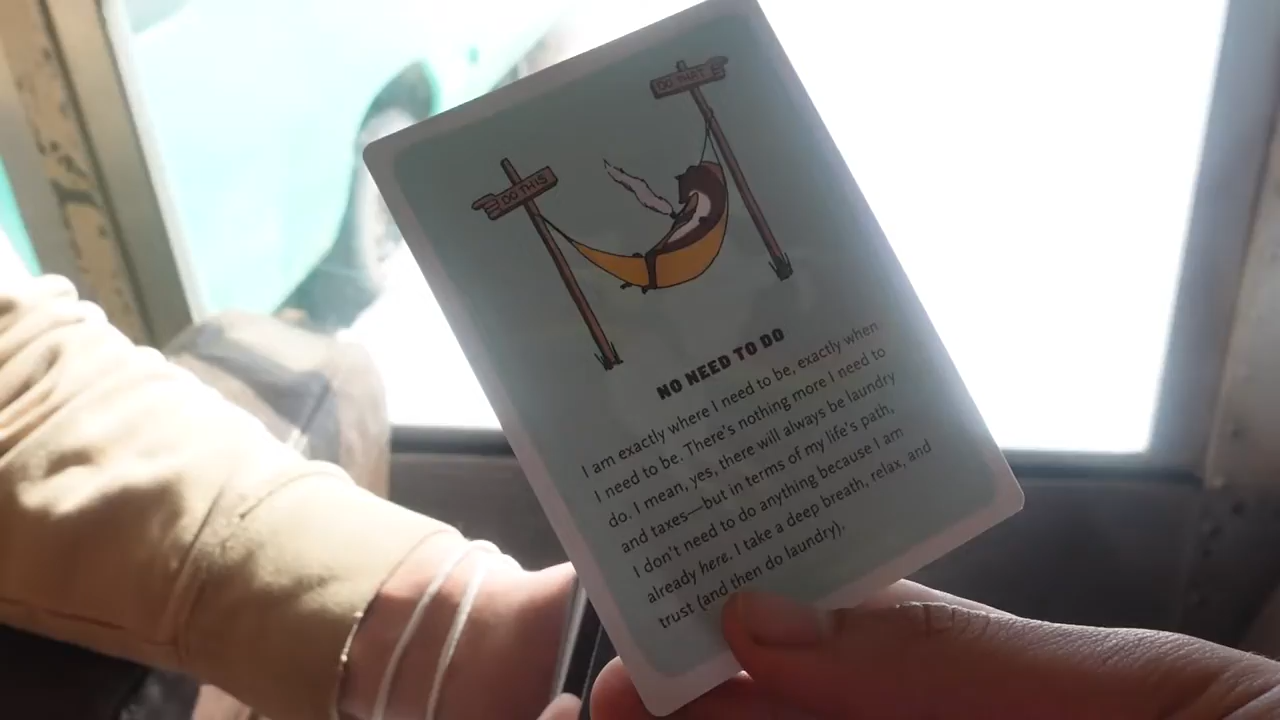 DO THAT
DO THIS
NO NEED TO DO
I am exactly where I need to be, exactly when
I need to be. There's nothing more I need to
do. I mean, yes, there will always be laundry
and taxes—but in terms of my life's path,
I don't need to do anything because I am
already here. I take a deep breath, relax, and
trust (and then do laundry).